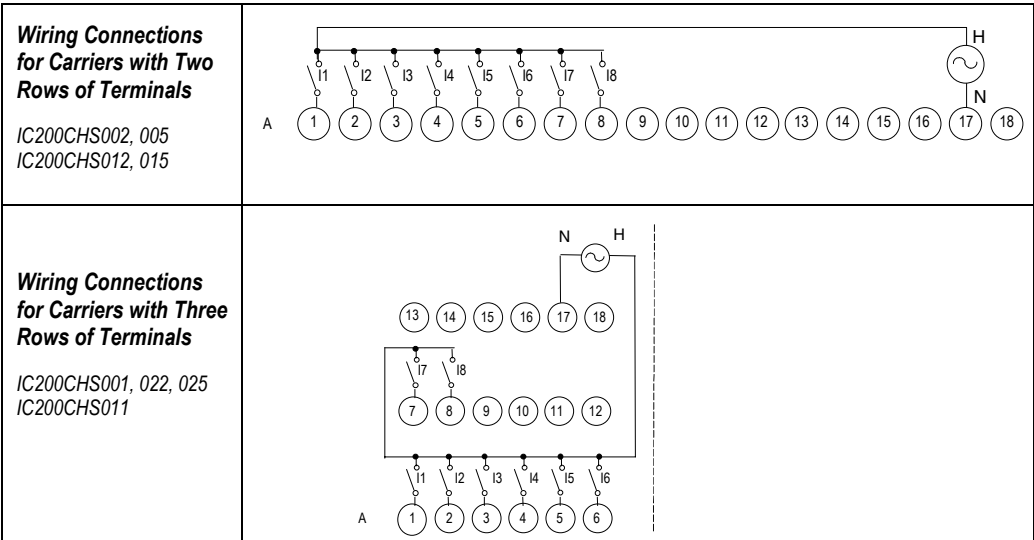 Wiring Connections
for Carriers with Two
Rows of Terminals
IC200CHS002, 005
IC200CHS012, 015
H
I1 I2 I3 I4 I5 I6 I7 I8
N
A 1 2 3 4 5 6 7 8 9 10 11 12 13 14 15 16 17 18
Wiring Connections
for Carriers with Three
Rows of Terminals
IC200CHS001, 022, 025
IC200CHS011
N H
13 14 15 16 17 18
I7 I8
7 8 9 10 11 12
I1 I2 I3 I4 I5 I6
A 1 2 3 4 5 6